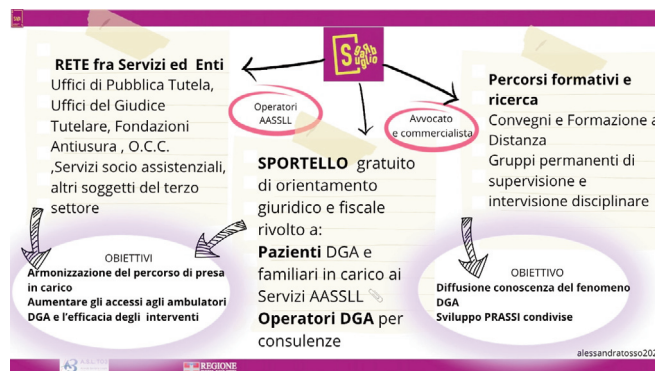 RETE fra Servizi ed Enti
Uffici di Pubblica Tutela,
Uffici del Giudice
Tutelare, Fondazioni
Antiusura , O.C.C.
,Servizi socio assistenziali,
altri soggetti del terzo
settore
Operatori
AASSLL
Avvocato
e commercialista
Percorsi formativi e
ricerca
Convegni e Formazione a
Distanza
Gruppi permanenti di
supervisione e
intervisione disciplinare
SPORTELLO gratuito
di orientamento
giuridico e fiscale
rivolto a:
Pazienti DGA e
familiari in carico ai
Servizi AASSLL
Operatori DGA per
consulenze
OBIETTIVI
Armonizzazione del percorso di presa
in carico
Aumentare gli accessi agli ambulatori
DGA e l'efficacia degli interventi
OBIETTIVO
Diffusione conoscenza del fenomeno
DGA
Sviluppo PRASSI condivise
alessandratosso202
REGIONE